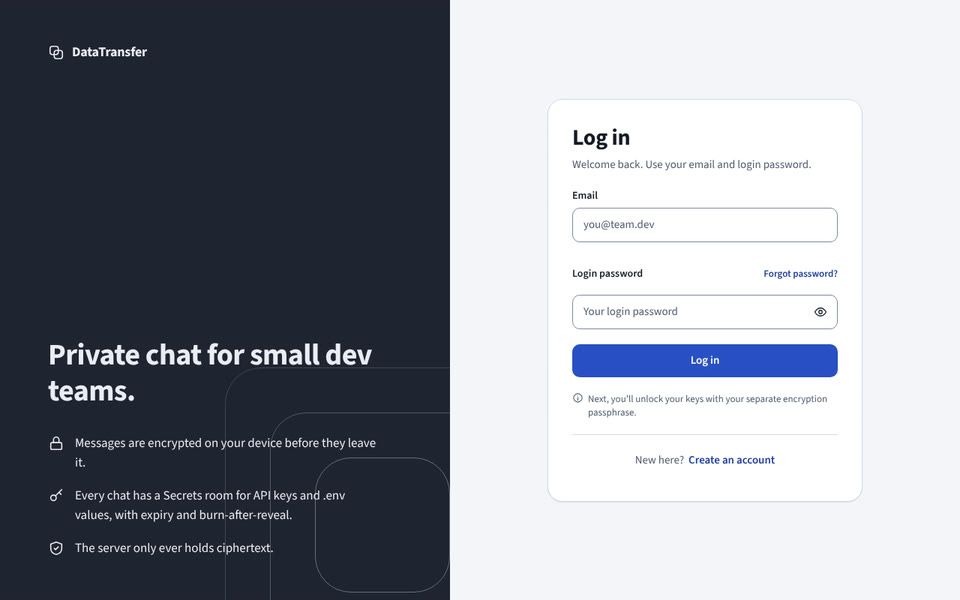 DataTransfer
Private chat for small dev
teams.
Messages are encrypted on your device before they leave
it.
Every chat has a Secrets room for API keys and .env
values, with expiry and burn-after-reveal.
The server only ever holds ciphertext.
Log in
Welcome back. Use your email and login password.
Email
you@team.dev
Login password
Forgot password?
Your login password
Log in
Next, you'll unlock your keys with your separate encryption
passphrase.
New here? Create an account